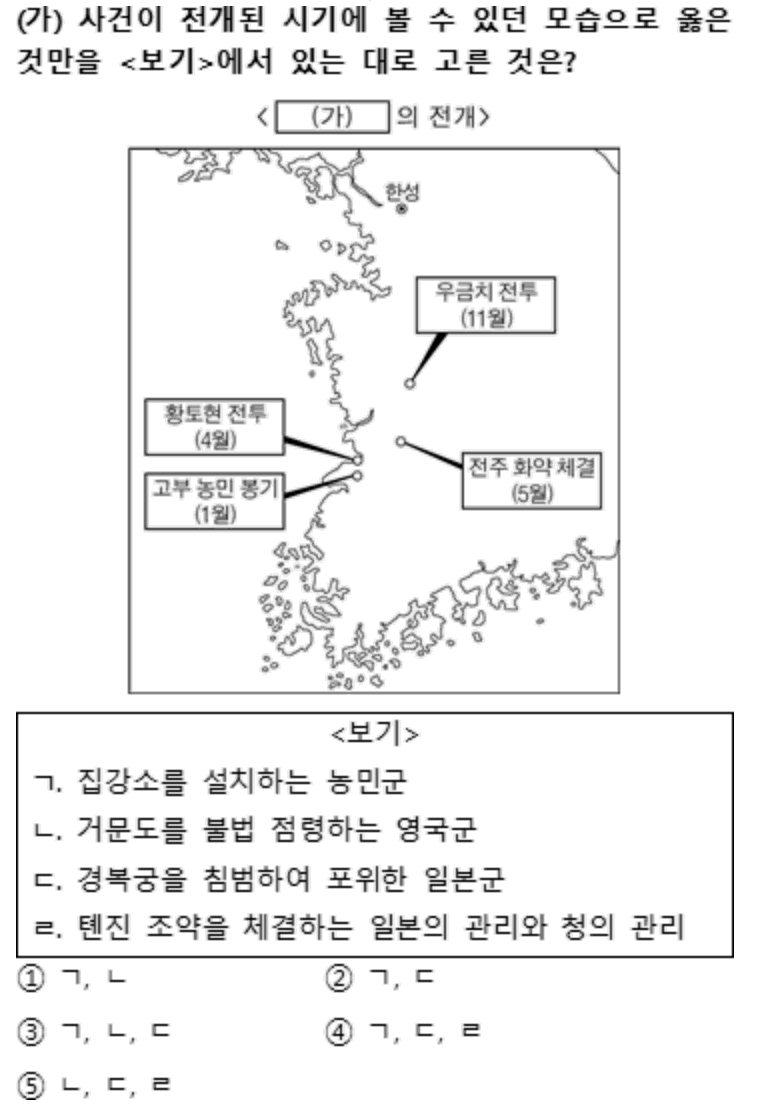 (가) 사건이 전개된 시기에 볼 수 있던 모습으로 옳은
것만을 <보기>에서 있는 대로 고른 것은?
< (가) 의 전개>
한성
우금치 전투
(11월)
황토현 전투
(4월)
전주 화약 체결
(5월)
고부 농민 봉기
(1월)
<보기>
ㄱ. 집강소를 설치하는 농민군
ㄴ. 거문도를 불법 점령하는 영국군
ㄷ. 경복궁을 침범하여 포위한 일본군
ㄹ. 톈진 조약을 체결하는 일본의 관리와 청의 관리
① ㄱ, ㄴ ② ㄱ, ㄷ
③ ㄱ, ㄴ, ㄷ ④ ㄱ, ㄷ, ㄹ
⑤ ㄴ, ㄷ, ㄹ